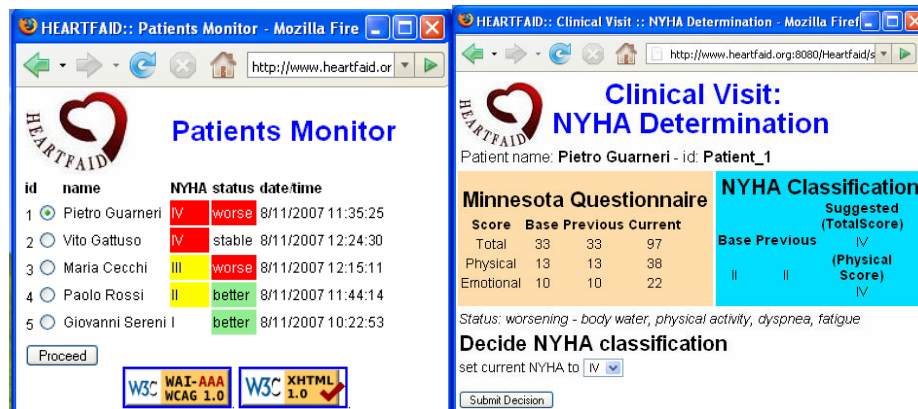 HEARTFAID:: Patients Monitor - Mozilla Fire
http://www.heartfaid.or
HEARTFAID
Patients Monitor
id name NYHA status date/time
1 Pietro Guarneri IV worse 8/11/2007 11:35:25
2 Vito Gattuso IV stable 8/11/2007 12:24:30
3 Maria Cecchi III worse 8/11/2007 12:15:11
4 Paolo Rossi II better 8/11/2007 11:44:14
5 Giovanni Sereni I better 8/11/2007 10:22:53
Proceed
W3C WAI-AAA WCAG 1.0
W3C XHTML 1.0
HEARTFAID:: Clinical Visit :: NYHA Determination - Mozilla Firef
http://www.heartfaid.org:8080/Heartfaid/s
HEARTFAID
Clinical Visit:
NYHA Determination
Patient name: Pietro Guarneri - id: Patient_1
Minnesota Questionnaire
Score Base Previous Current
Total 33 33 97
Physical 13 13 38
Emotional 10 10 22
NYHA Classification
Base Previous Suggested (TotalScore)
IV
(Physical Score)
II II
IV
Status: worsening - body water, physical activity, dyspnea, fatigue
Decide NYHA classification
set current NYHA to IV
Submit Decision